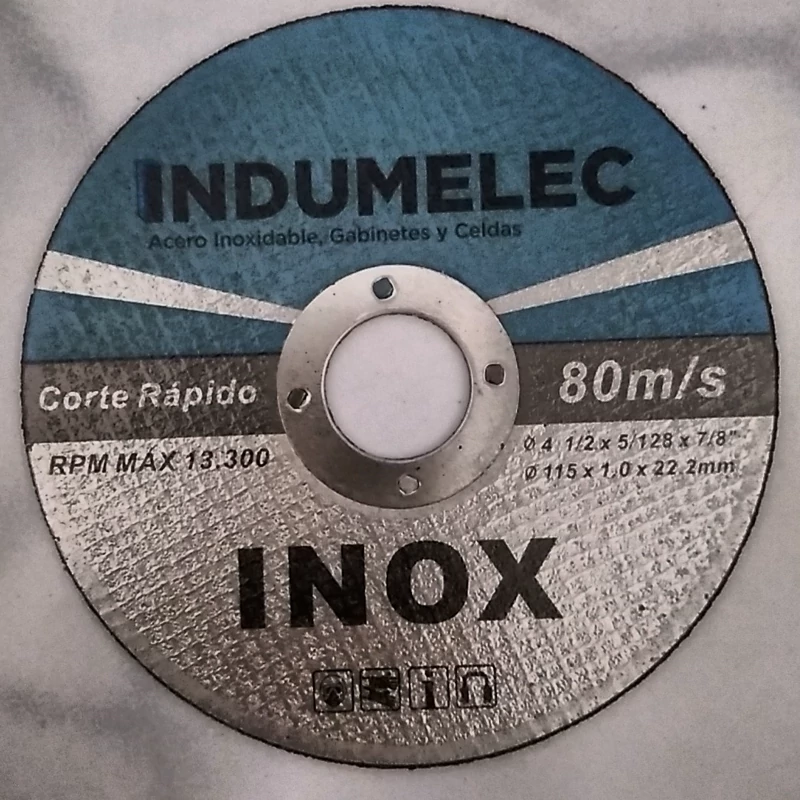 INDUMELEC
Acero Inoxidable, Gabinetes y Celdas
Corte Rápido
80m/s
RPM MÁX 13.300
Ø 4 1/2 x 5/128 x 7/8"
Ø 115 x 1.0 x 22.2mm
INOX